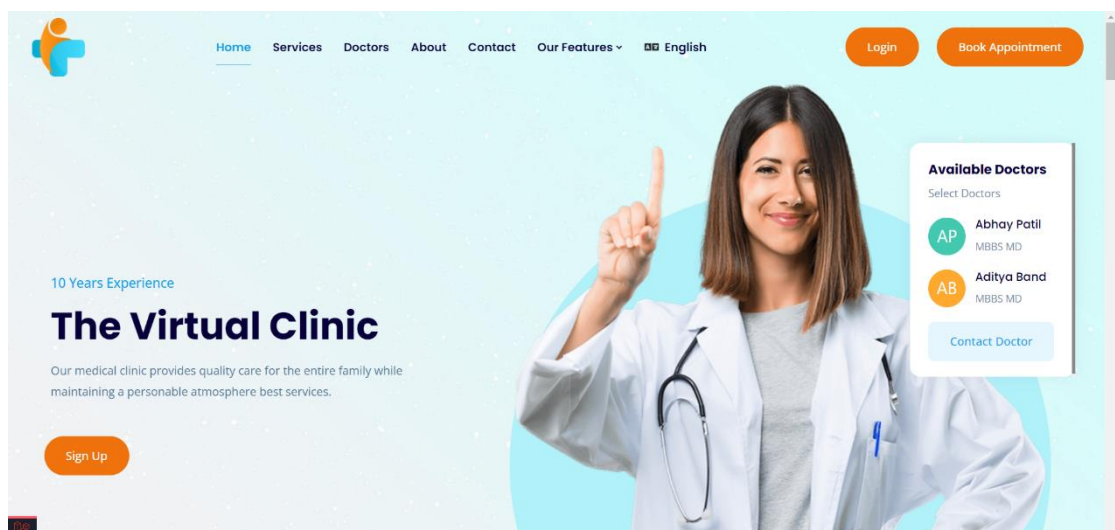 Home Services Doctors About Contact Our Features English
Login
Book Appointment
10 Years Experience
The Virtual Clinic
Our medical clinic provides quality care for the entire family while
maintaining a personable atmosphere best services.
Sign Up
Available Doctors
Select Doctors
AP
Abhay Patil
MBBS MD
AB
Aditya Band
MBBS MD
Contact Doctor